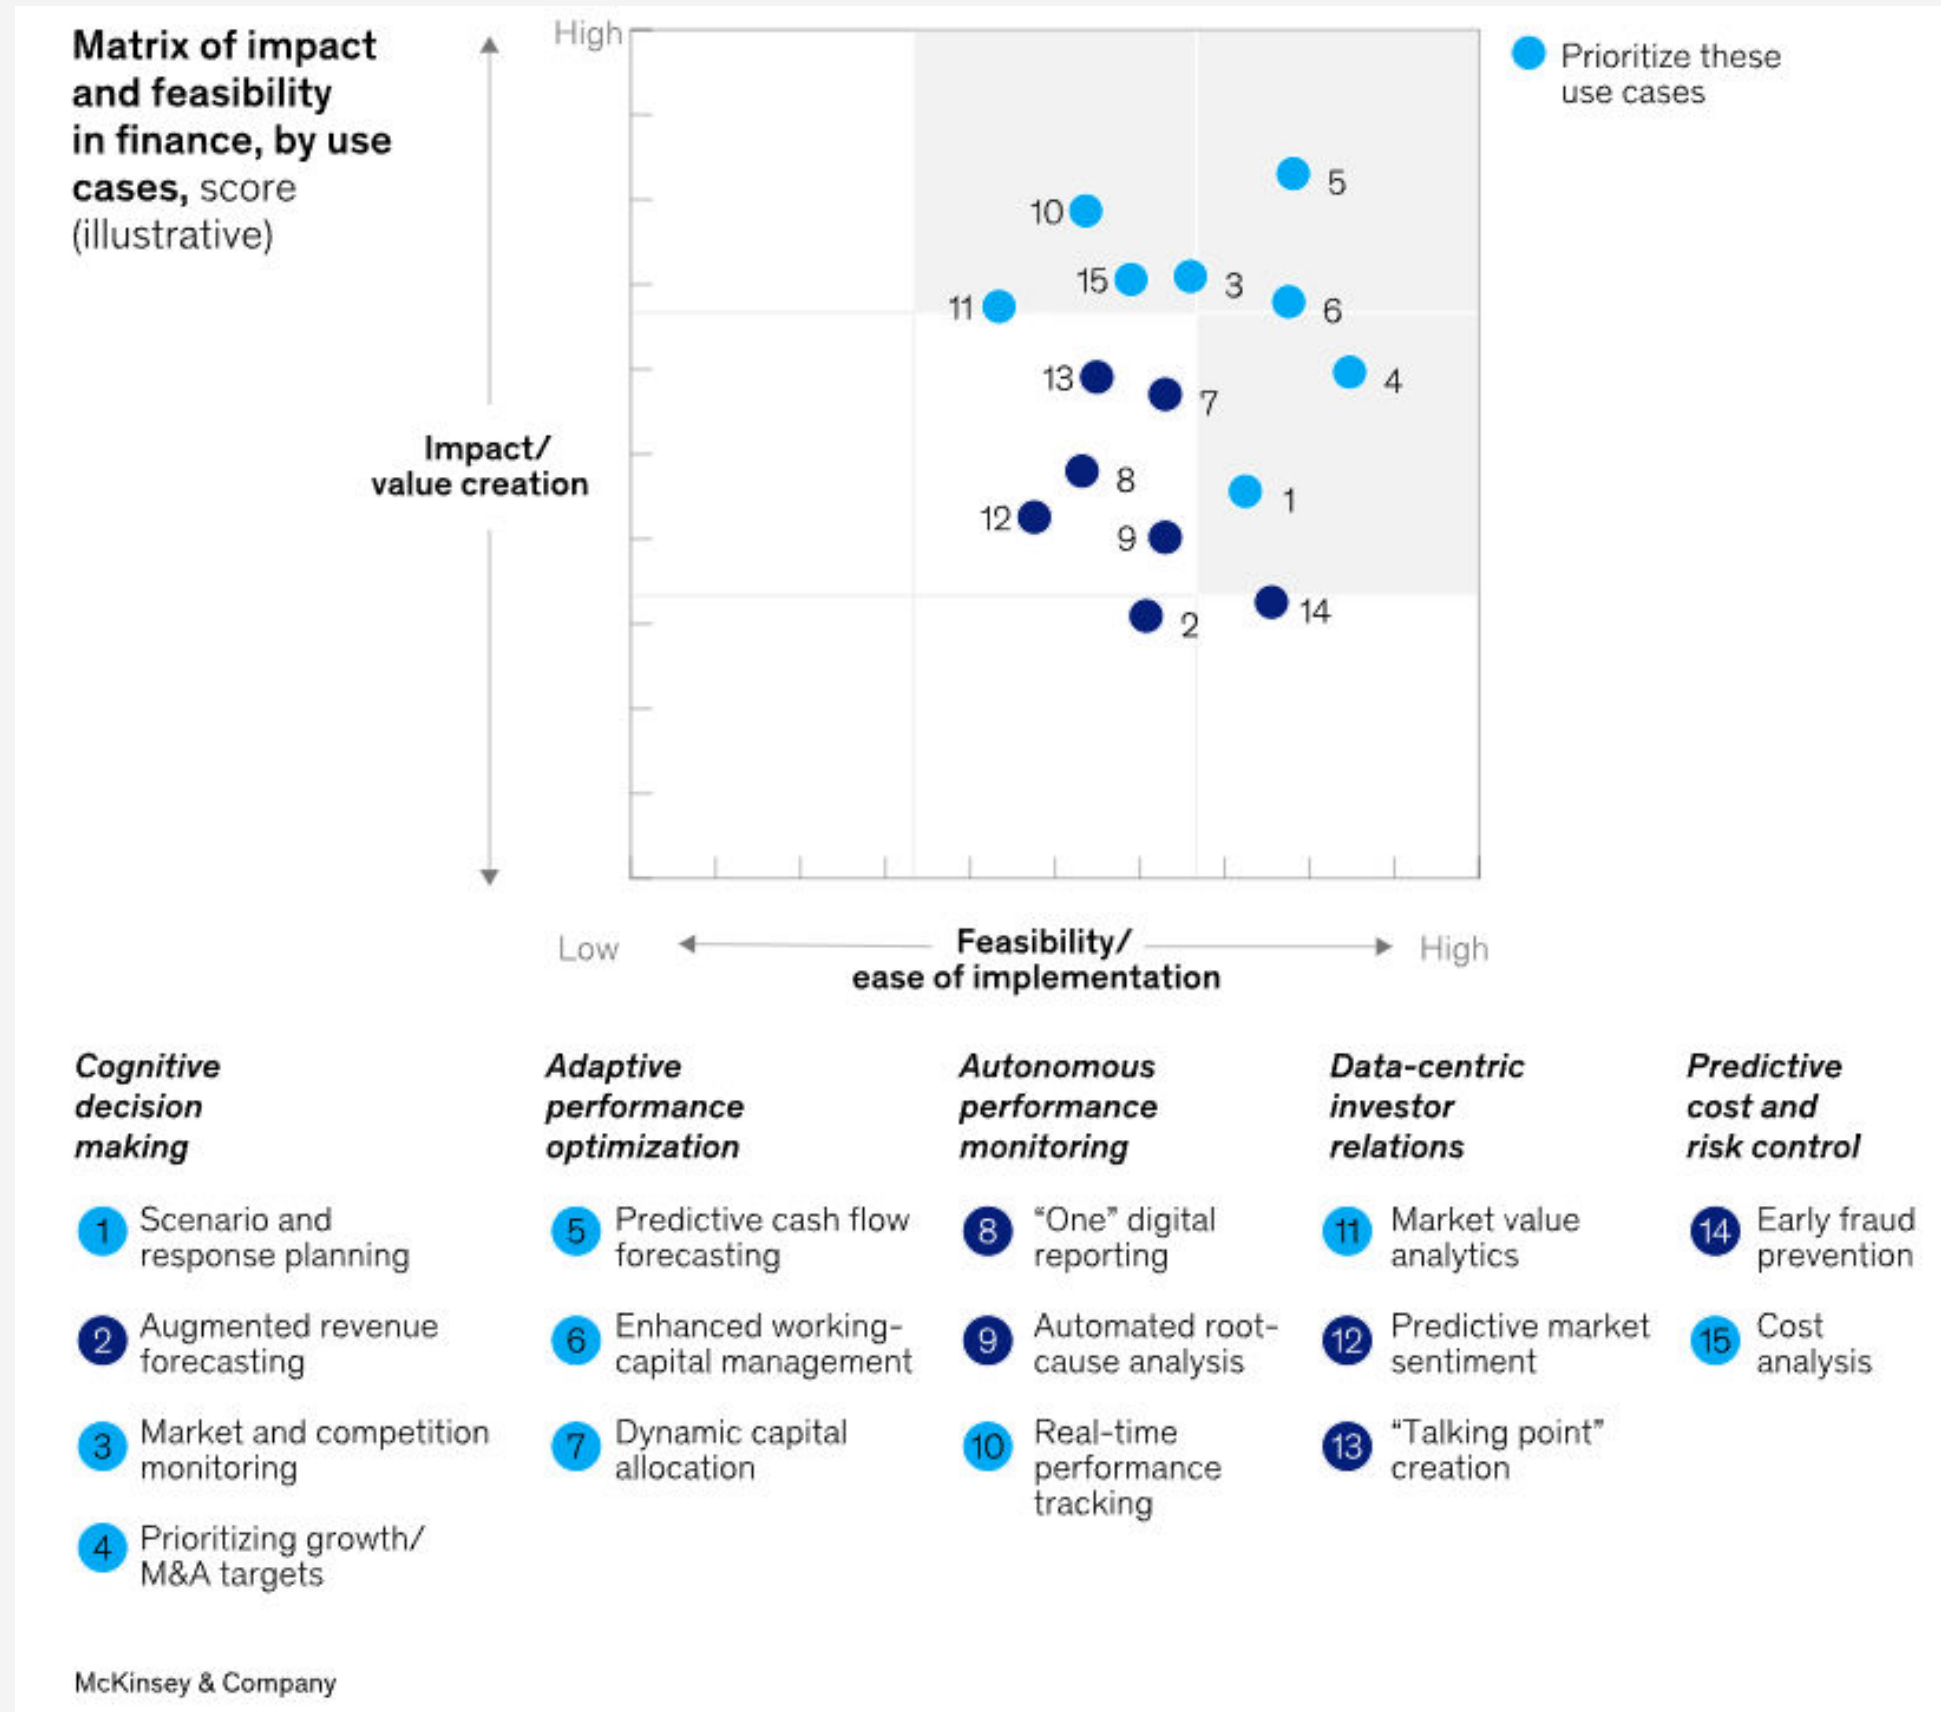 Matrix of impact
and feasibility
in finance, by use
cases, score
(illustrative)
High
Prioritize these
use cases
5
10
15
3
11
6
13
7
4
8
1
12
9
2
14
Impact/
value creation
Low
Feasibility/
ease of implementation
High
Cognitive
decision
making
1 Scenario and
response planning
2 Augmented revenue
forecasting
3 Market and competition
monitoring
4 Prioritizing growth/
M&A targets
Adaptive
performance
optimization
5 Predictive cash flow
forecasting
6 Enhanced working-
capital management
7 Dynamic capital
allocation
Autonomous
performance
monitoring
8 “One” digital
reporting
9 Automated root-
cause analysis
10 Real-time
performance
tracking
Data-centric
investor
relations
11 Market value
analytics
12 Predictive market
sentiment
13 “Talking point”
creation
Predictive
cost and
risk control
14 Early fraud
prevention
15 Cost
analysis
McKinsey & Company